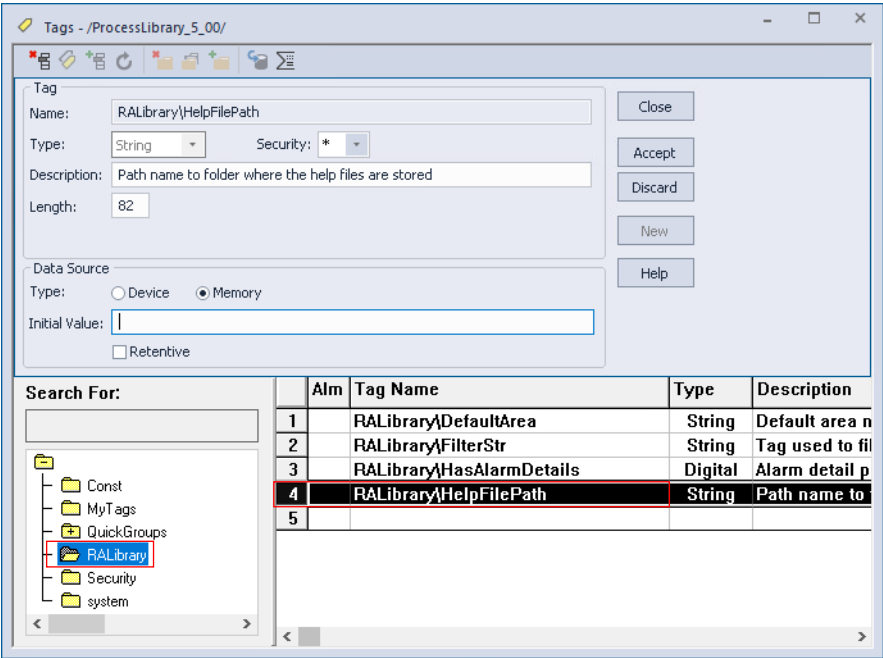 Tags - /ProcessLibrary_5_00/
Tag
Name: RALibrary\HelpFilePath
Close
Type: String Security: *
Accept
Description: Path name to folder where the help files are stored
Discard
Length: 82
New
Data Source
Help
Type: Device Memory
Initial Value:
Retentive
Search For:
Alm Tag Name Type Description
1 RALibrary\DefaultArea String Default area n
2 RALibrary\FilterStr String Tag used to fil
3 RALibrary\HasAlarmDetails Digital Alarm detail p
4 RALibrary\HelpFilePath String Path name to
5
Const
MyTags
QuickGroups
RALibrary
Security
system